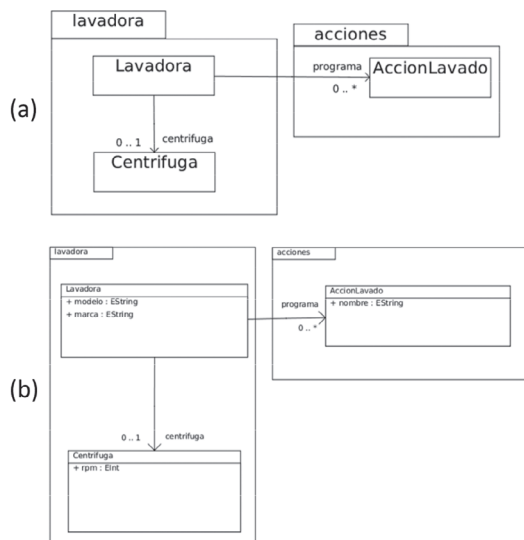 lavadora
acciones
Lavadora
programa
AccionLavado
0 .. *
(a)
0 .. 1
centrifuga
Centrifuga
lavadora
acciones
Lavadora
+ modelo : EString
+ marca : EString
AccionLavado
+ nombre : EString
programa
0 .. *
(b)
0 .. 1
centrifuga
Centrifuga
+ rpm : EInt